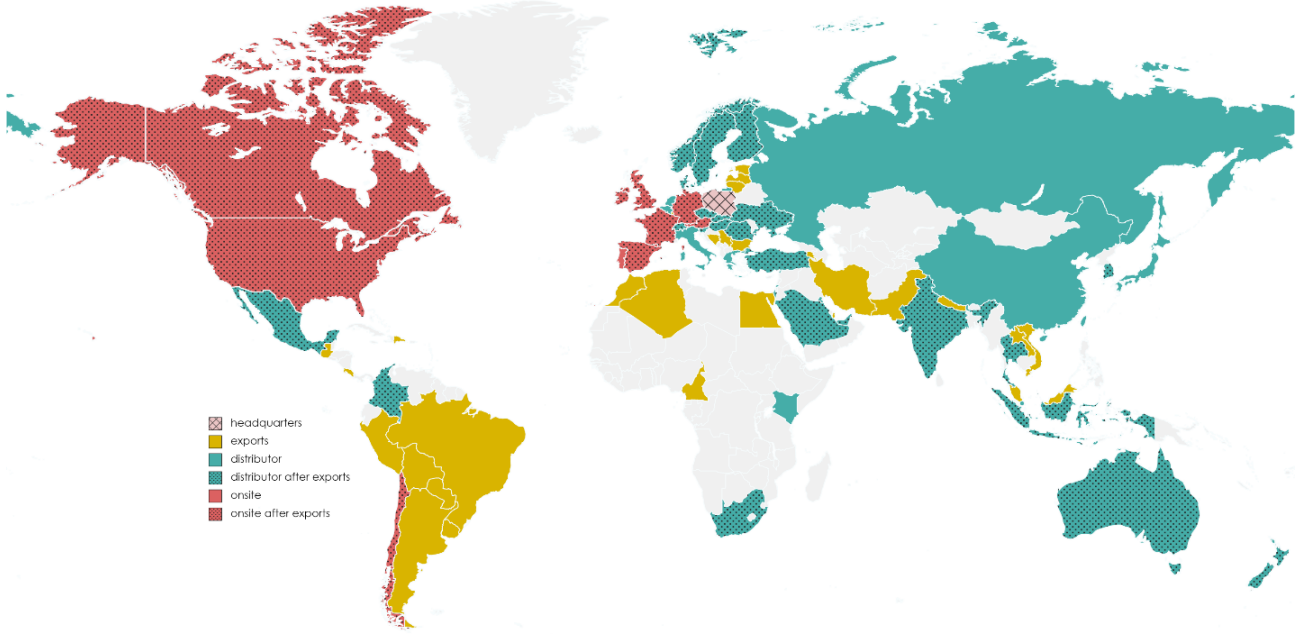 headquarters
exports
distributor
distributor after exports
onsite
onsite after exports